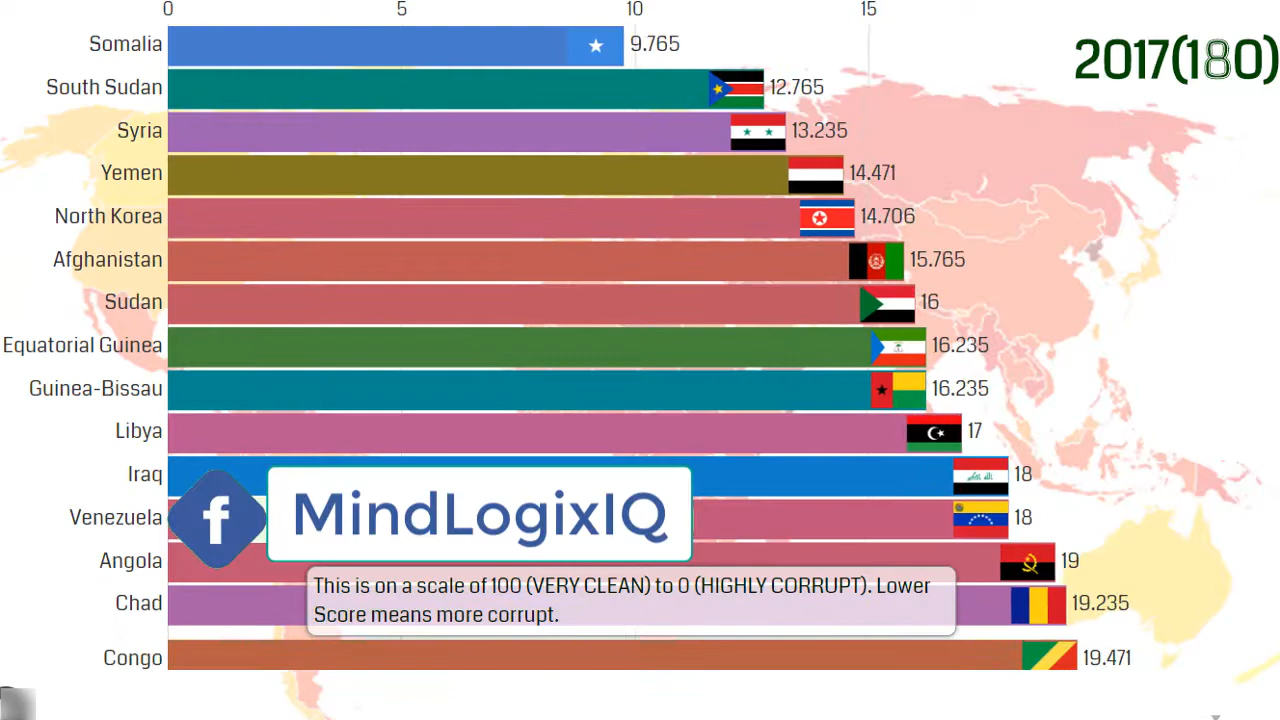 0 5 10 15
2017(180)
Somalia 9.765
South Sudan 12.765
Syria 13.235
Yemen 14.471
North Korea 14.706
Afghanistan 15.765
Sudan 16
Equatorial Guinea 16.235
Guinea-Bissau 16.235
Libya 17
Iraq 18
Venezuela 18
f MindLogixIQ
Angola 19
This is on a scale of 100 (VERY CLEAN) to 0 (HIGHLY CORRUPT). Lower
Score means more corrupt.
Chad 19.235
Congo 19.471